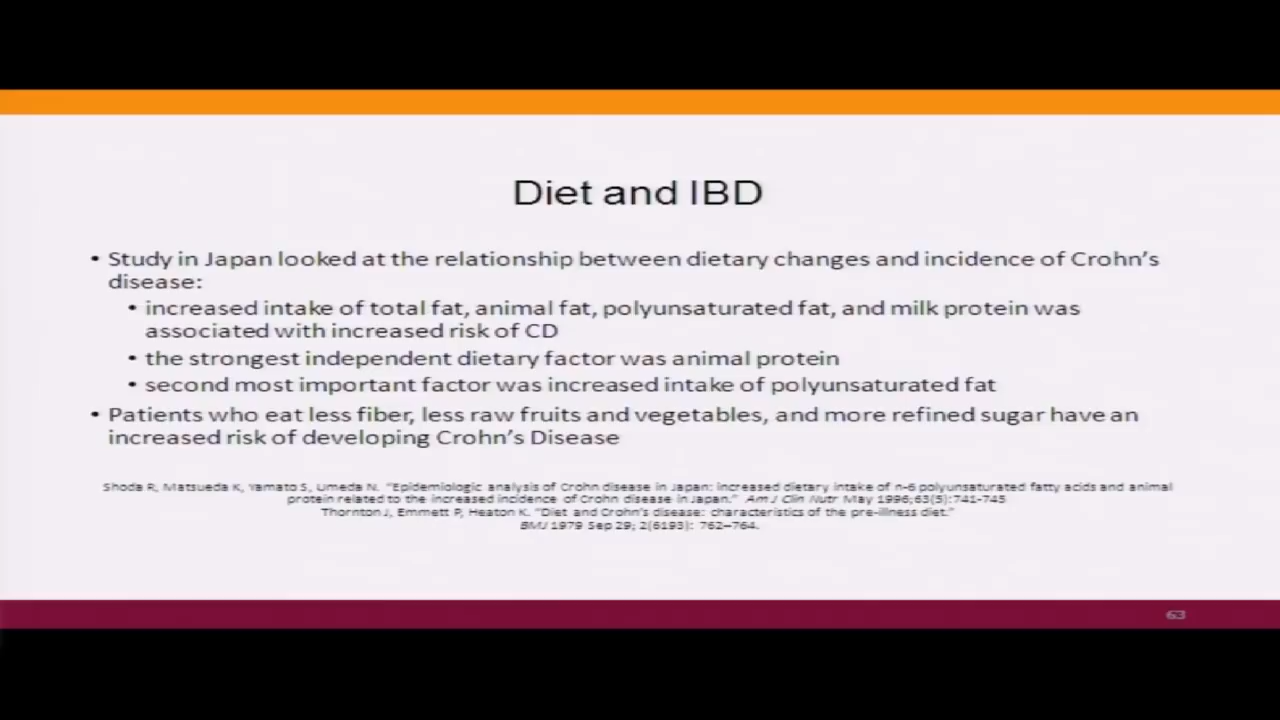 Diet and IBD
• Study in Japan looked at the relationship between dietary changes and incidence of Crohn's
disease:
• increased intake of total fat, animal fat, polyunsaturated fat, and milk protein was
associated with increased risk of CD
• the strongest independent dietary factor was animal protein
• second most important factor was increased intake of polyunsaturated fat
• Patients who eat less fiber, less raw fruits and vegetables, and more refined sugar have an
increased risk of developing Crohn's Disease
Shoda R, Matsueda K, Yamato S, Umeda N. "Epidemiologic analysis of Crohn disease in Japan: increased dietary intake of n-6 polyunsaturated fatty acids and animal
protein related to the increased incidence of Crohn disease in Japan." Am J Clin Nutr May 1996;63(5):741-745
Thornton J, Emmett P, Heaton K. "Diet and Crohn's disease: characteristics of the pre-illness diet."
BMJ 1979 Sep 29; 2(6193): 762–764.
63